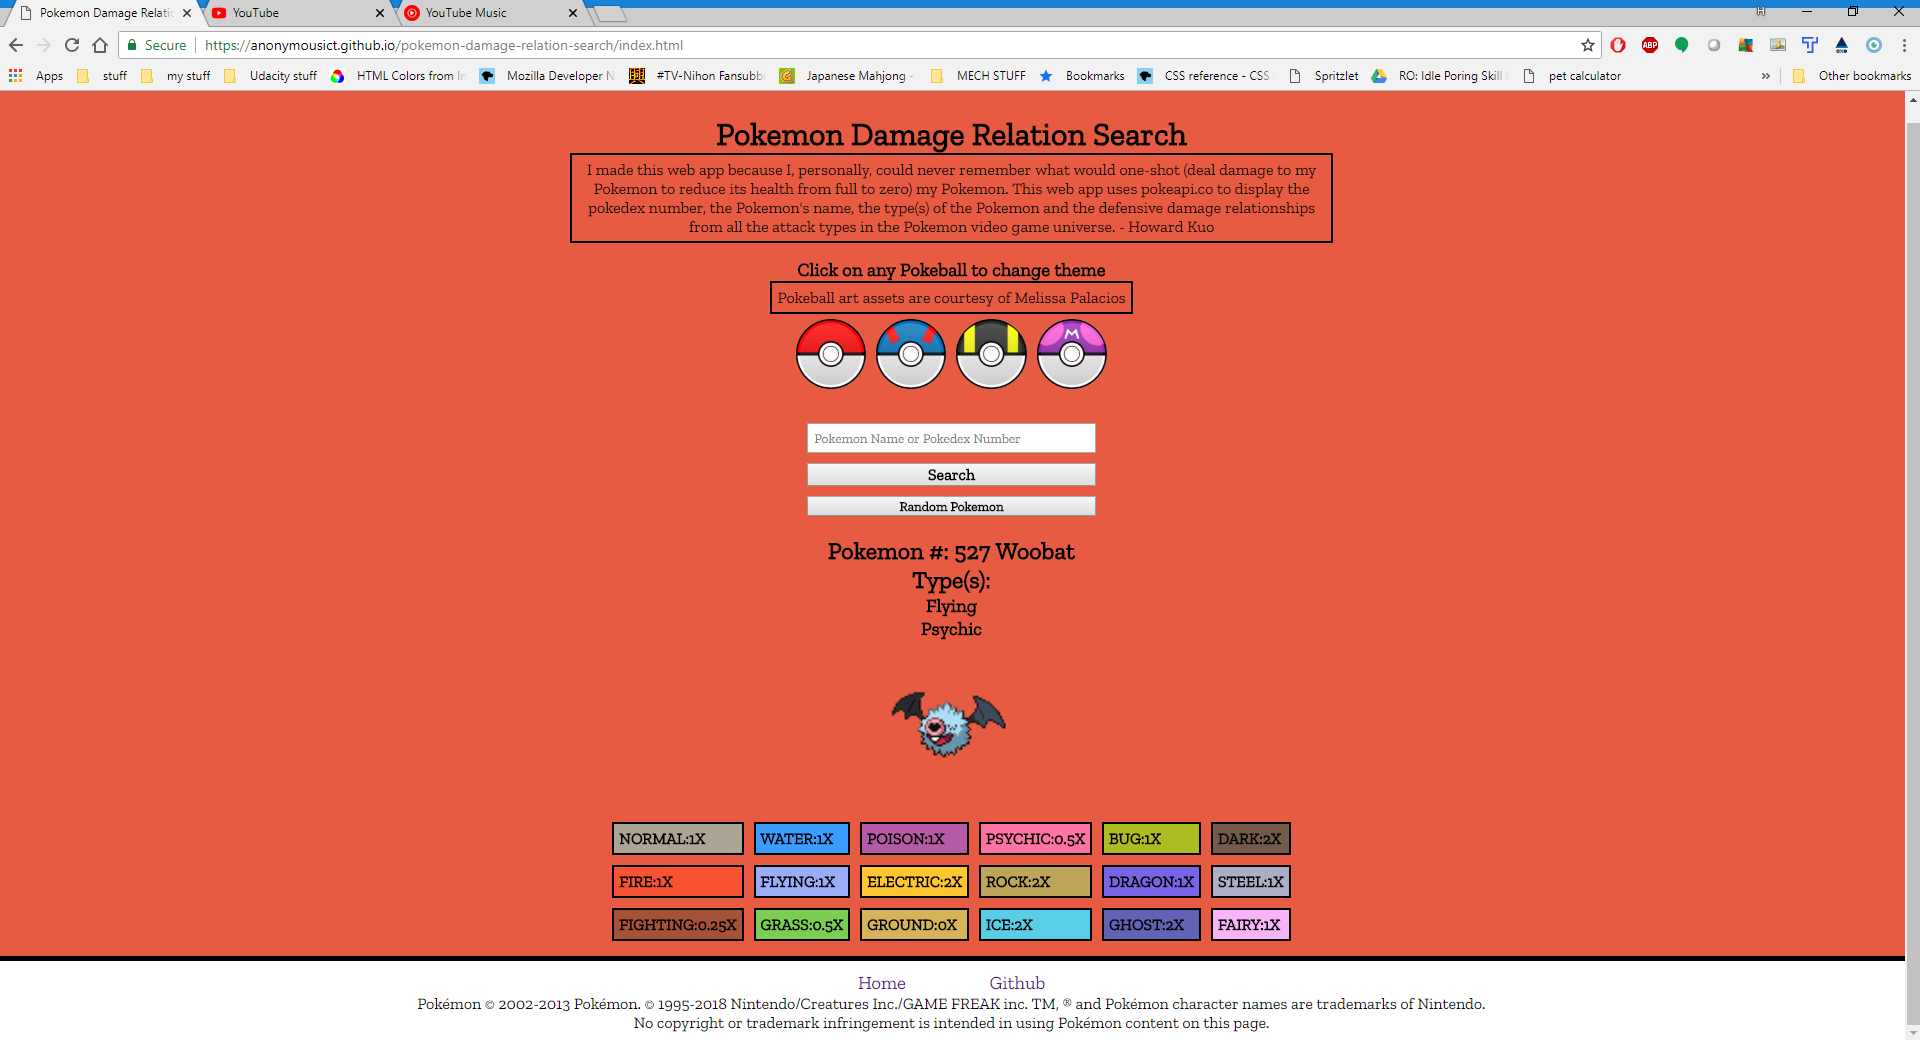 Pokemon Damage Relatic
YouTube
YouTube Music
H
Secure
https://anonymousict.github.io/pokemon-damage-relation-search/index.html
ABP
Apps
stuff
my stuff
Udacity stuff
HTML Colors from
Mozilla Developer
#TV-Nihon Fansubb
Japanese Mahjong -
MECH STUFF
Bookmarks
CSS reference - CSS
Spritzlet
RO: Idle Poring Skill
pet calculator
»
Other bookmarks
Pokemon Damage Relation Search
I made this web app because I, personally, could never remember what would one-shot (deal damage to my
Pokemon to reduce its health from full to zero) my Pokemon. This web app uses pokeapi.co to display the
pokedex number, the Pokemon's name, the type(s) of the Pokemon and the defensive damage relationships
from all the attack types in the Pokemon video game universe. - Howard Kuo
Click on any Pokeball to change theme
Pokeball art assets are courtesy of Melissa Palacios
M
Pokemon Name or Pokedex Number
Search
Random Pokemon
Pokemon #: 527 Woobat
Type(s):
Flying
Psychic
NORMAL:1X WATER:1X POISON:1X PSYCHIC:0.5X BUG:1X DARK:2X
FIRE:1X FLYING:1X ELECTRIC:2X ROCK:2X DRAGON:1X STEEL:1X
FIGHTING:0.25X GRASS:0.5X GROUND:0X ICE:2X GHOST:2X FAIRY:1X
Home Github
Pokémon © 2002-2013 Pokémon. © 1995-2018 Nintendo/Creatures Inc./GAME FREAK inc. TM, ® and Pokémon character names are trademarks of Nintendo.
No copyright or trademark infringement is intended in using Pokémon content on this page.